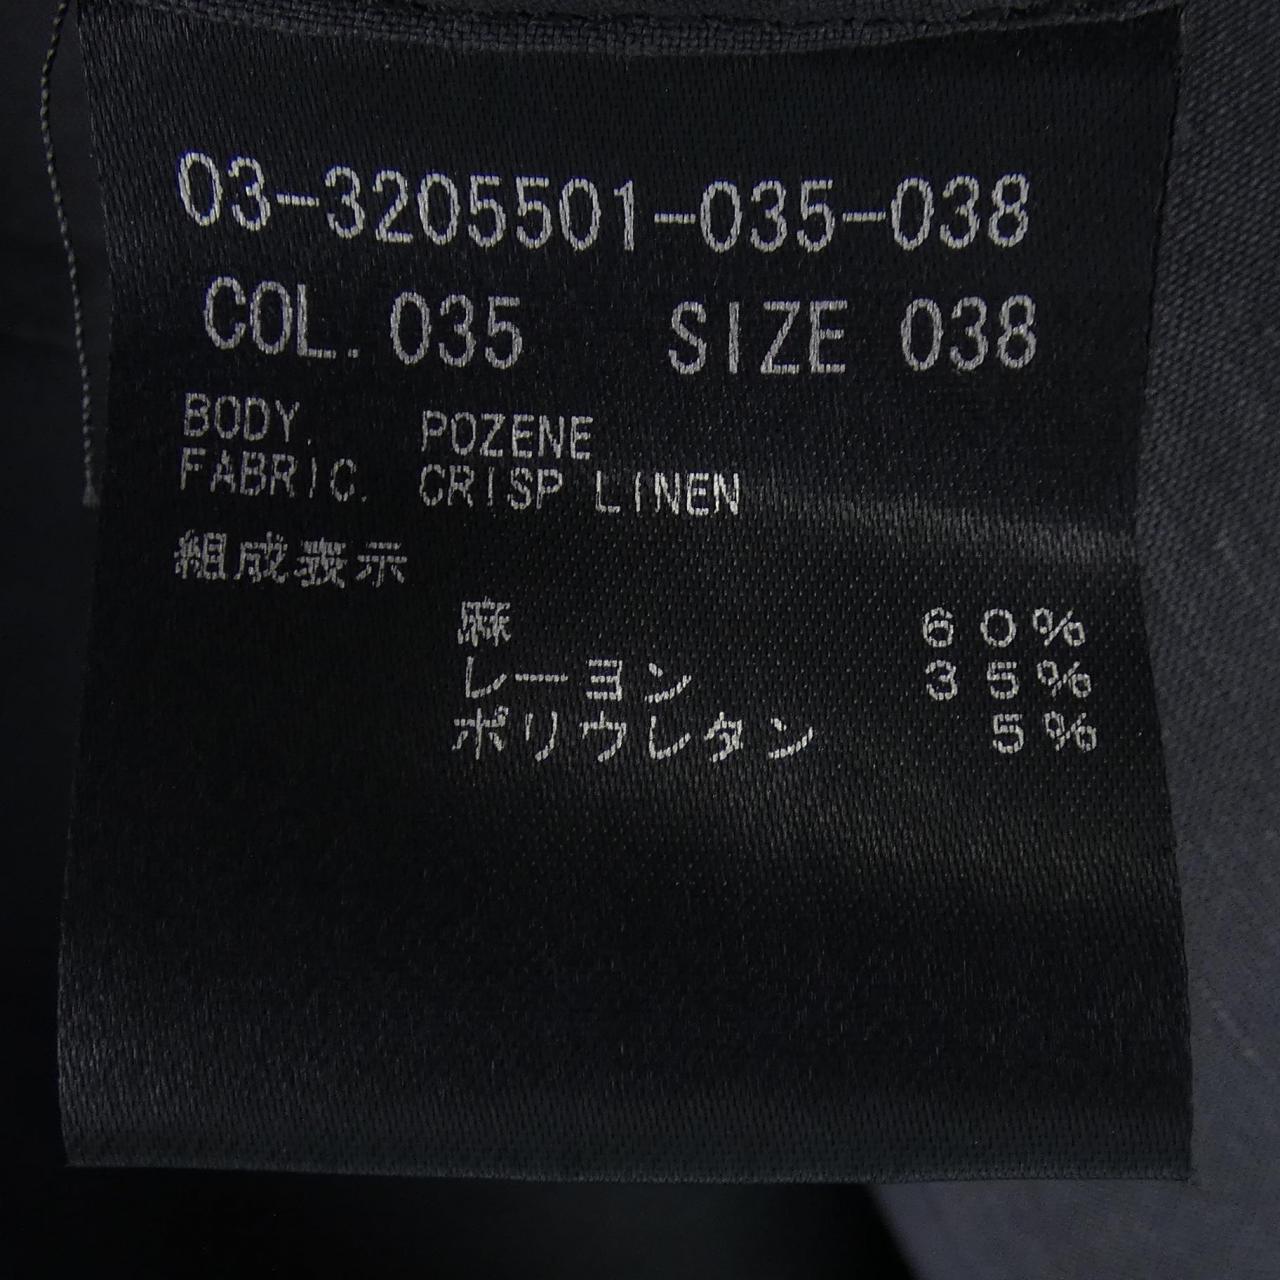 03-3205501-035-038
COL. 035 SIZE 038
BODY. POZENE
FABRIC. CRISP LINEN
組成表示
麻 60%
レーヨン 35%
ポリウレタン 5%